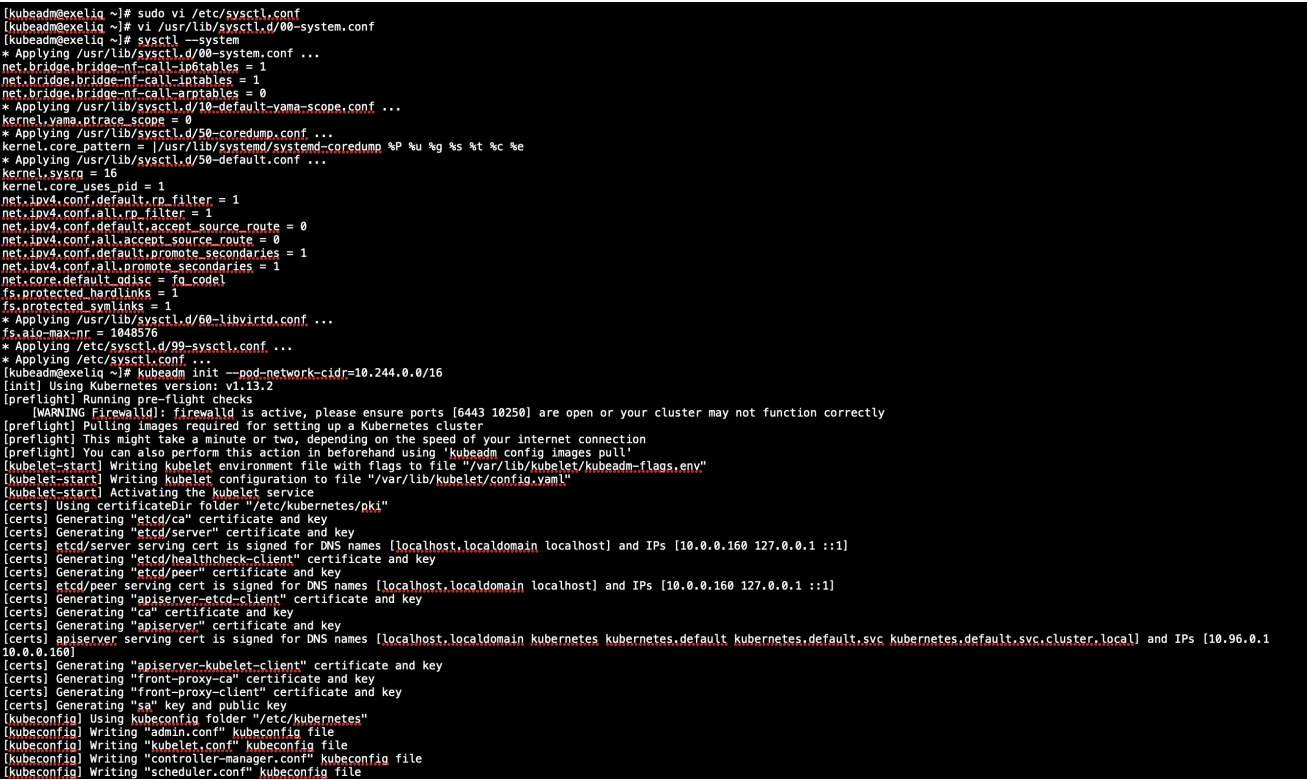 [kubeadm@exeliq ~]# sudo vi /etc/sysctl.conf
[kubeadm@exeliq ~]# vi /usr/lib/sysctl.d/00-system.conf
[kubeadm@exeliq ~]# sysctl --system
* Applying /usr/lib/sysctl.d/00-system.conf ...
net.bridge.bridge-nf-call-ip6tables = 1
net.bridge.bridge-nf-call-iptables = 1
net.bridge.bridge-nf-call-arptables = 0
* Applying /usr/lib/sysctl.d/10-default-yama-scope.conf ...
kernel.yama.ptrace_scope = 0
* Applying /usr/lib/sysctl.d/50-coredump.conf ...
kernel.core_pattern = |/usr/lib/systemd/systemd-coredump %P %u %g %s %t %c %e
* Applying /usr/lib/sysctl.d/50-default.conf ...
kernel.sysrq = 16
kernel.core_uses_pid = 1
net.ipv4.conf.default.rp_filter = 1
net.ipv4.conf.all.rp_filter = 1
net.ipv4.conf.default.accept_source_route = 0
net.ipv4.conf.all.accept_source_route = 0
net.ipv4.conf.default.promote_secondaries = 1
net.ipv4.conf.all.promote_secondaries = 1
net.core.default_qdisc = fq_codel
fs.protected_hardlinks = 1
fs.protected_symlinks = 1
* Applying /usr/lib/sysctl.d/60-libvirtd.conf ...
fs.aio-max-nr = 1048576
* Applying /etc/sysctl.d/99-sysctl.conf ...
* Applying /etc/sysctl.conf ...
[kubeadm@exeliq ~]# kubeadm init --pod-network-cidr=10.244.0.0/16
[init] Using Kubernetes version: v1.13.2
[preflight] Running pre-flight checks
[WARNING Firewalld]: firewalld is active, please ensure ports [6443 10250] are open or your cluster may not function correctly
[preflight] Pulling images required for setting up a Kubernetes cluster
[preflight] This might take a minute or two, depending on the speed of your internet connection
[preflight] You can also perform this action in beforehand using 'kubeadm config images pull'
[kubelet-start] Writing kubelet environment file with flags to file "/var/lib/kubelet/kubeadm-flags.env"
[kubelet-start] Writing kubelet configuration to file "/var/lib/kubelet/config.yaml"
[kubelet-start] Activating the kubelet service
[certs] Using certificateDir folder "/etc/kubernetes/pki"
[certs] Generating "etcd/ca" certificate and key
[certs] Generating "etcd/server" certificate and key
[certs] etcd/server serving cert is signed for DNS names [localhost.localdomain localhost] and IPs [10.0.0.160 127.0.0.1 ::1]
[certs] Generating "etcd/healthcheck-client" certificate and key
[certs] Generating "etcd/peer" certificate and key
[certs] etcd/peer serving cert is signed for DNS names [localhost.localdomain localhost] and IPs [10.0.0.160 127.0.0.1 ::1]
[certs] Generating "apiserver-etcd-client" certificate and key
[certs] Generating "ca" certificate and key
[certs] Generating "apiserver" certificate and key
[certs] apiserver serving cert is signed for DNS names [localhost.localdomain kubernetes kubernetes.default kubernetes.default.svc kubernetes.default.svc.cluster.local] and IPs [10.96.0.1
10.0.0.160]
[certs] Generating "apiserver-kubelet-client" certificate and key
[certs] Generating "front-proxy-ca" certificate and key
[certs] Generating "front-proxy-client" certificate and key
[certs] Generating "sa" key and public key
[kubeconfig] Using kubeconfig folder "/etc/kubernetes"
[kubeconfig] Writing "admin.conf" kubeconfig file
[kubeconfig] Writing "kubelet.conf" kubeconfig file
[kubeconfig] Writing "controller-manager.conf" kubeconfig file
[kubeconfig] Writing "scheduler.conf" kubeconfig file